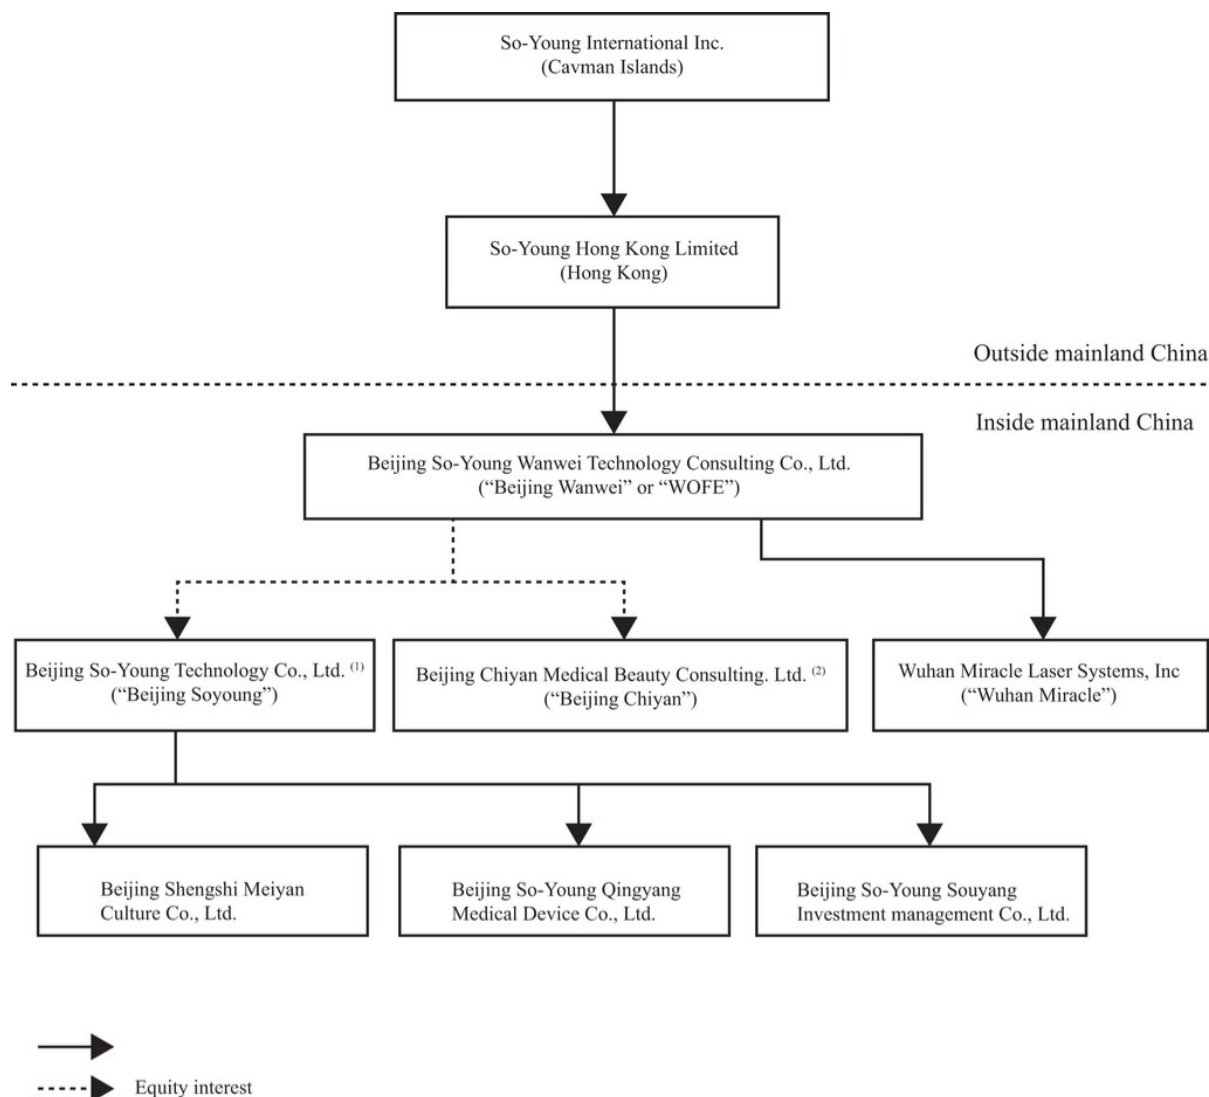 So-Young International Inc.
(Cavman Islands)
So-Young Hong Kong Limited
(Hong Kong)
Outside mainland China
Inside mainland China
Beijing So-Young Wanwei Technology Consulting Co., Ltd.
(“Beijing Wanwei” or “WOFE”)
Beijing So-Young Technology Co., Ltd. (1)
(“Beijing Soyoung”)
Beijing Chiyan Medical Beauty Consulting. Ltd. (2)
(“Beijing Chiyan”)
Wuhan Miracle Laser Systems, Inc
(“Wuhan Miracle”)
Beijing Shengshi Meiyan
Culture Co., Ltd.
Beijing So-Young Qingyang
Medical Device Co., Ltd.
Beijing So-Young Souyang
Investment management Co., Ltd.
Equity interest